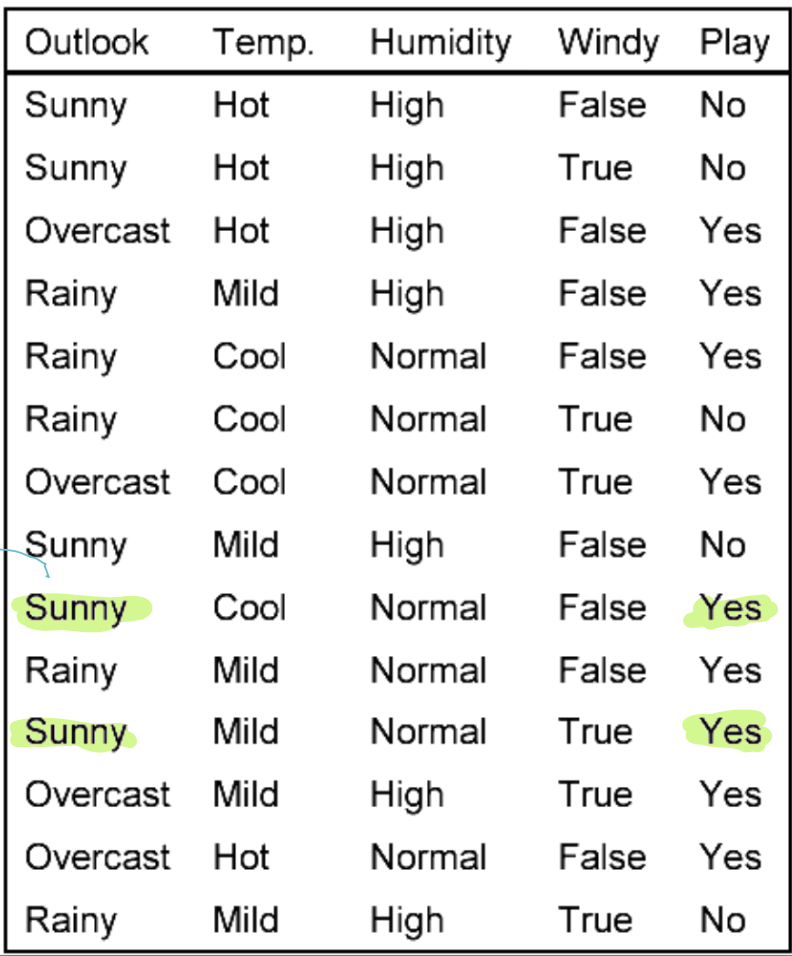 Outlook Temp. Humidity Windy Play
Sunny Hot High False No
Sunny Hot High True No
Overcast Hot High False Yes
Rainy Mild High False Yes
Rainy Cool Normal False Yes
Rainy Cool Normal True No
Overcast Cool Normal True Yes
Sunny Mild High False No
Sunny Cool Normal False Yes
Rainy Mild Normal False Yes
Sunny Mild Normal True Yes
Overcast Mild High True Yes
Overcast Hot Normal False Yes
Rainy Mild High True No